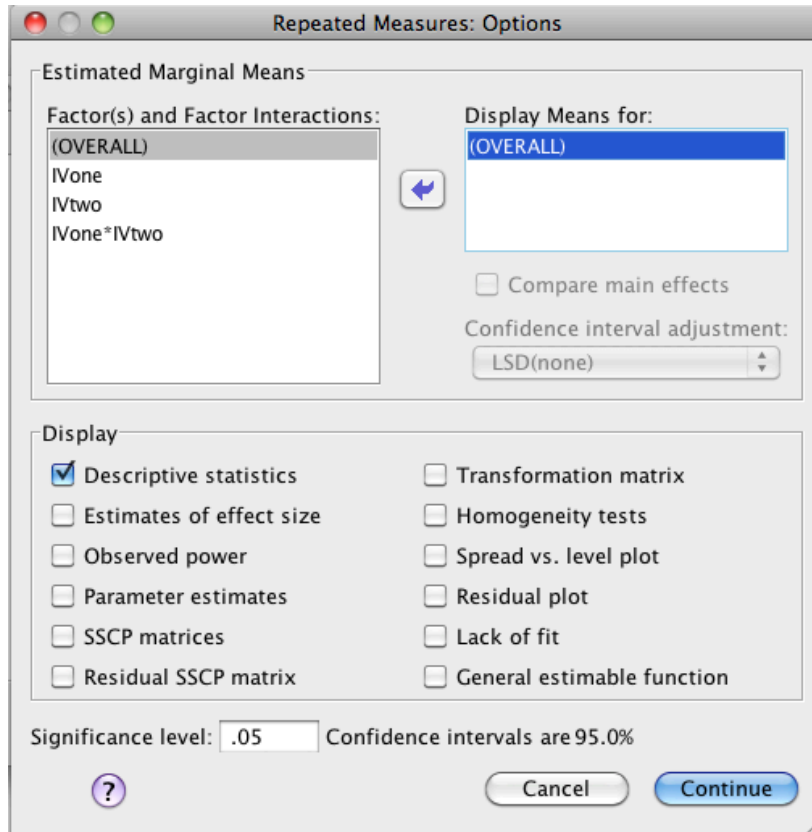 Repeated Measures: Options
Estimated Marginal Means
Factor(s) and Factor Interactions:
(OVERALL)
IVone
IVtwo
IVone*IVtwo
Display Means for:
(OVERALL)
Compare main effects
Confidence interval adjustment:
LSD(none)
Display
Descriptive statistics
Estimates of effect size
Observed power
Parameter estimates
SSCP matrices
Residual SSCP matrix
Transformation matrix
Homogeneity tests
Spread vs. level plot
Residual plot
Lack of fit
General estimable function
Significance level: .05 Confidence intervals are 95.0%
?
Cancel
Continue